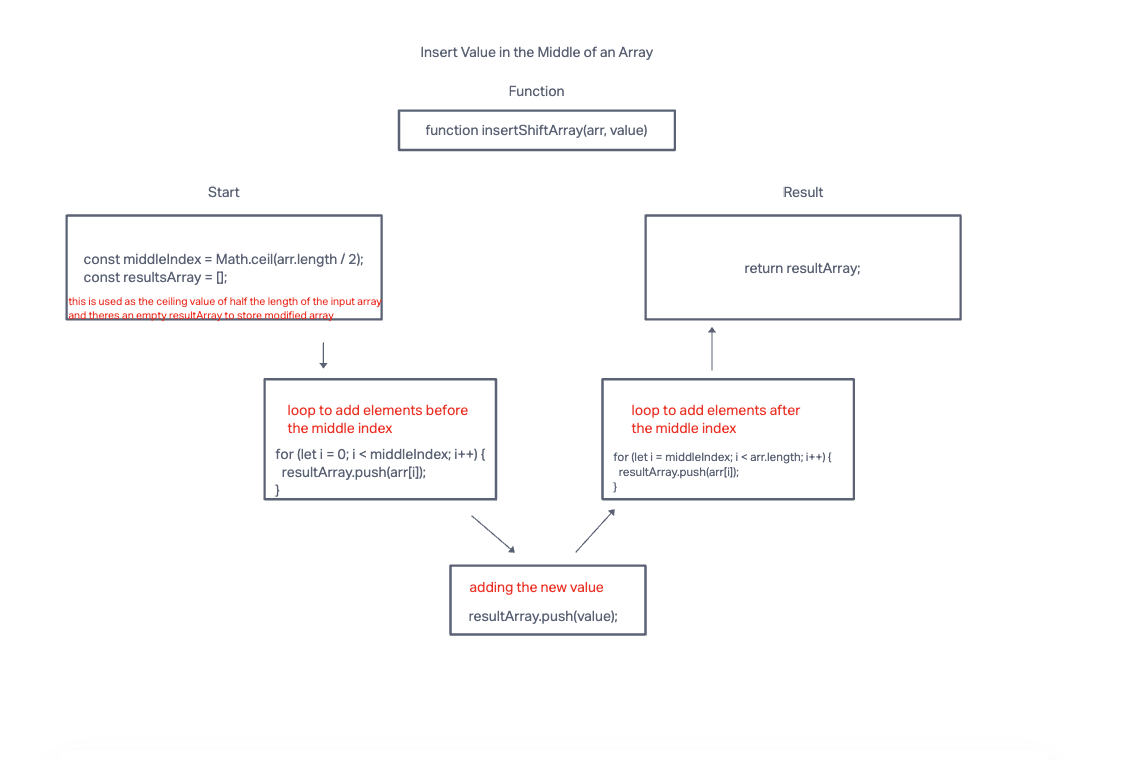 Insert Value in the Middle of an Array
Function
function insertShiftArray(arr, value)
Start
const middleIndex = Math.ceil(arr.length / 2);
const resultsArray = [];
this is used as the ceiling value of half the length of the input array
and theres an empty resultArray to store modified array
loop to add elements before
the middle index
for (let i = 0; i < middleIndex; i++) {
resultArray.push(arr[i]);
}
adding the new value
resultArray.push(value);
loop to add elements after
the middle index
for (let i = middleIndex; i < arr.length; i++) {
resultArray.push(arr[i]);
}
Result
return resultArray;